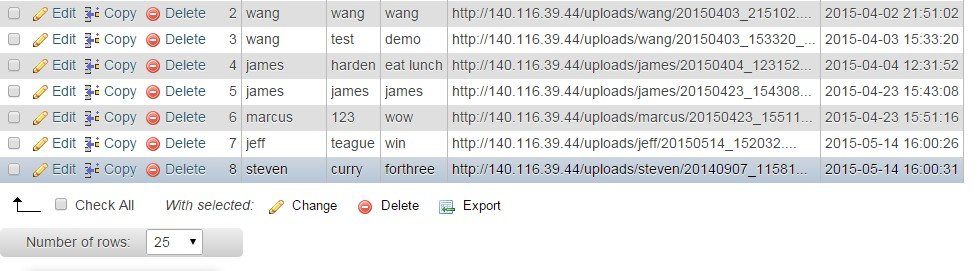 Edit Copy Delete 2 wang wang wang http://140.116.39.44/uploads/wang/20150403_215102.... 2015-04-02 21:51:02
Edit Copy Delete 3 wang test demo http://140.116.39.44/uploads/wang/20150403_153320_... 2015-04-03 15:33:20
Edit Copy Delete 4 james harden eat lunch http://140.116.39.44/uploads/james/20150404_123152... 2015-04-04 12:31:52
Edit Copy Delete 5 james james james http://140.116.39.44/uploads/james/20150423_154308... 2015-04-23 15:43:08
Edit Copy Delete 6 marcus 123 wow http://140.116.39.44/uploads/marcus/20150423_15511... 2015-04-23 15:51:16
Edit Copy Delete 7 jeff teague win http://140.116.39.44/uploads/jeff/20150514_152032.... 2015-05-14 16:00:26
Edit Copy Delete 8 steven curry forthree http://140.116.39.44/uploads/steven/20140907_11581... 2015-05-14 16:00:31
Check All With selected: Change Delete Export
Number of rows: 25